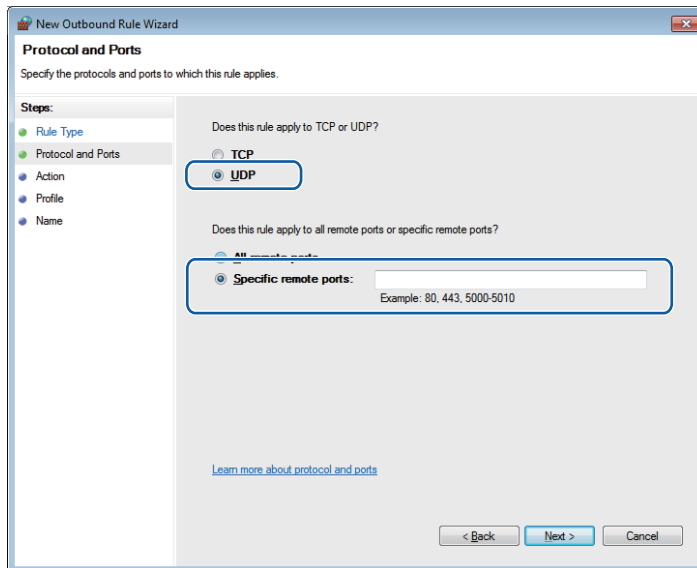 New Outbound Rule Wizard
Protocol and Ports
Specify the protocols and ports to which this rule applies.
Steps:
Rule Type
Protocol and Ports
Action
Profile
Name
Does this rule apply to TCP or UDP?
TCP
UDP
Does this rule apply to all remote ports or specific remote ports?
All remote ports
Specific remote ports:
Example: 80, 443, 5000-5010
Learn more about protocol and ports
< Back
Next >
Cancel